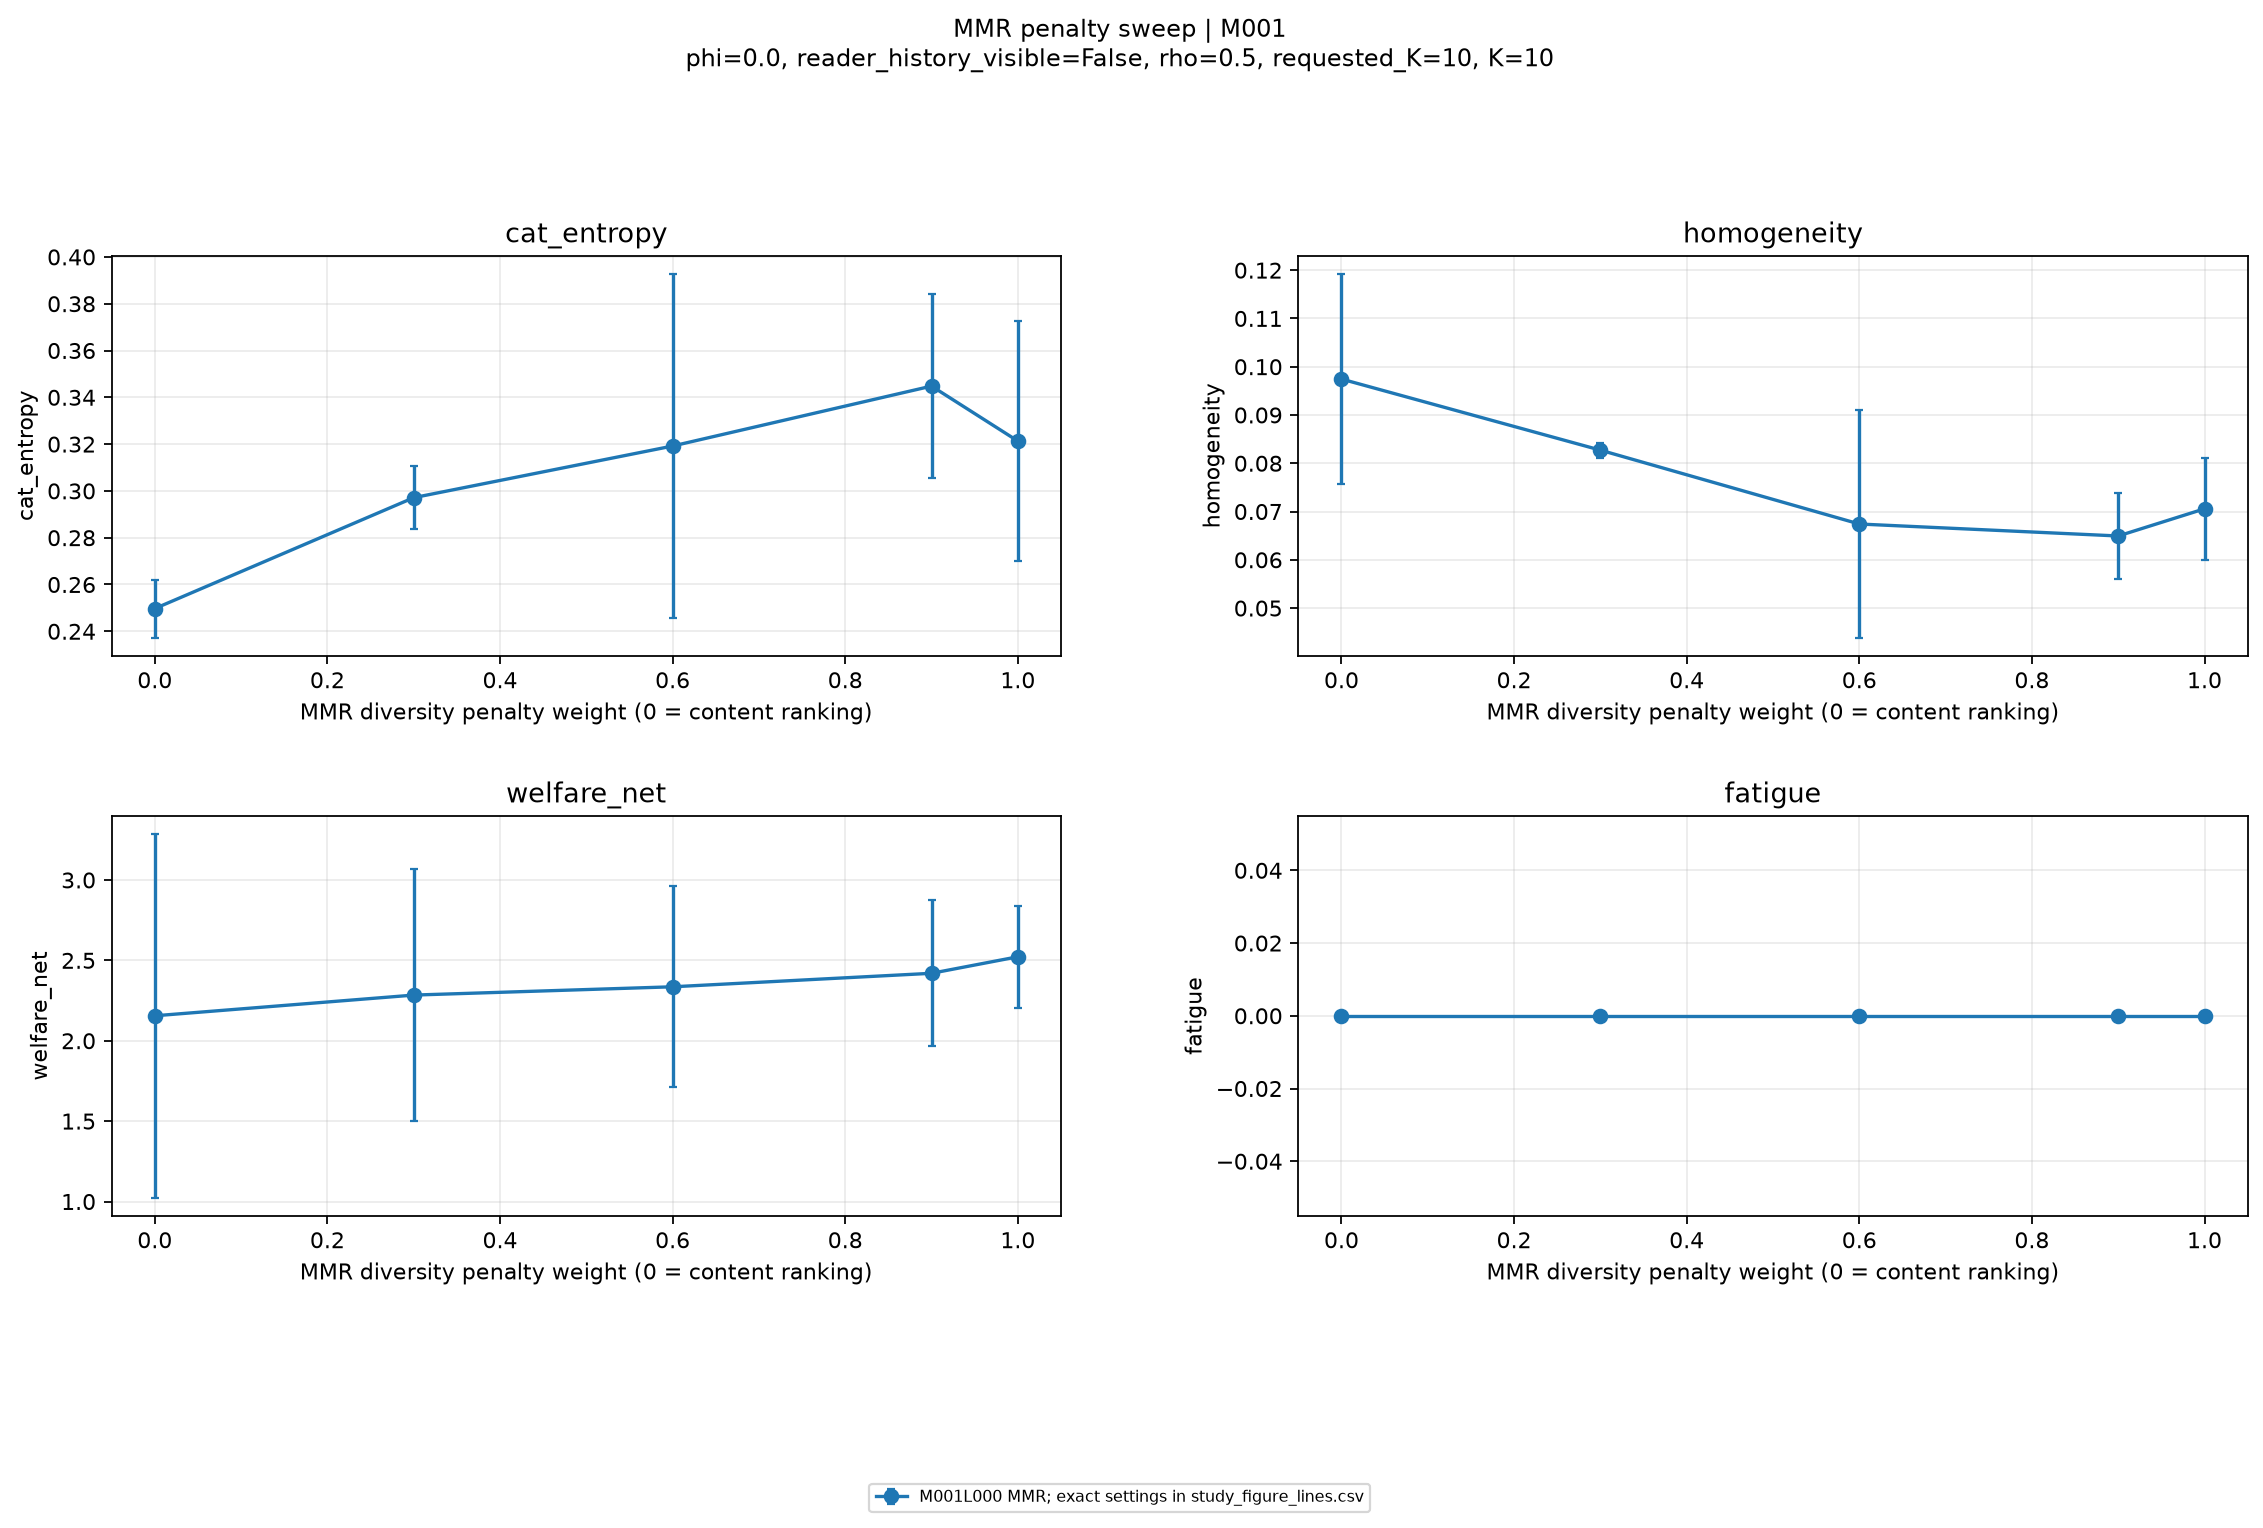 MMR penalty sweep | M001
phi=0.0, reader_history_visible=False, rho=0.5, requested_K=10, K=10
cat_entropy
cat_entropy
0.40
0.38
0.36
0.34
0.32
0.30
0.28
0.26
0.24
0.0 0.2 0.4 0.6 0.8 1.0
MMR diversity penalty weight (0 = content ranking)
homogeneity
homogeneity
0.12
0.11
0.10
0.09
0.08
0.07
0.06
0.05
0.0 0.2 0.4 0.6 0.8 1.0
MMR diversity penalty weight (0 = content ranking)
welfare_net
welfare_net
3.0
2.5
2.0
1.5
1.0
0.0 0.2 0.4 0.6 0.8 1.0
MMR diversity penalty weight (0 = content ranking)
fatigue
fatigue
0.04
0.02
0.00
−0.02
−0.04
0.0 0.2 0.4 0.6 0.8 1.0
MMR diversity penalty weight (0 = content ranking)
M001L000 MMR; exact settings in study_figure_lines.csv